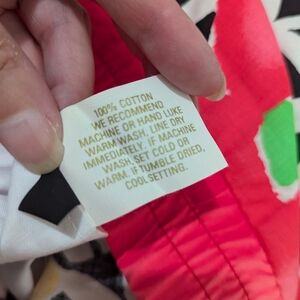 100% COTTON
WE RECOMMEND
MACHINE OR HAND LUKE
WARM WASH, LINE DRY
IMMEDIATELY. IF MACHINE
WASH, SET COLD OR
WARM. IF TUMBLE DRIED,
COOL SETTING.